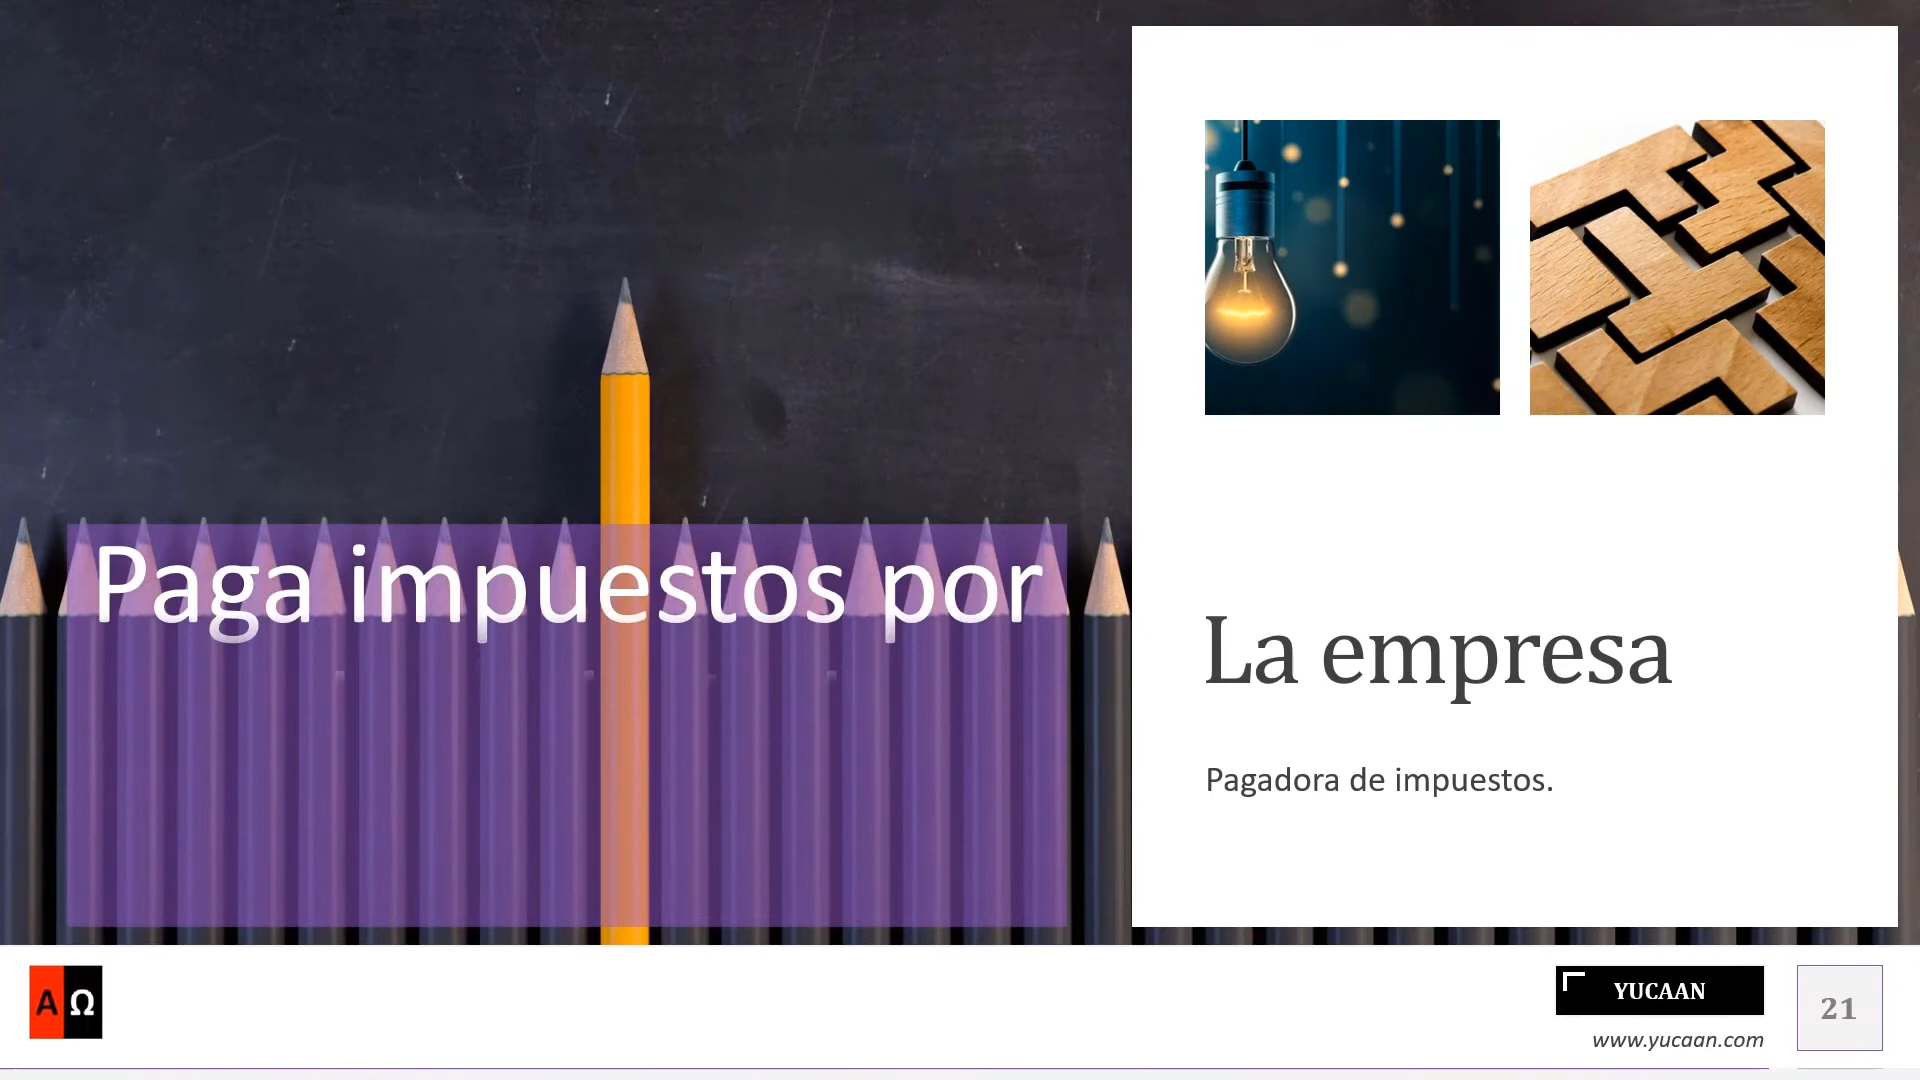 Paga impuestos por
La empresa
Pagadora de impuestos.
AΩ
YUCAAN
www.yucaan.com
21